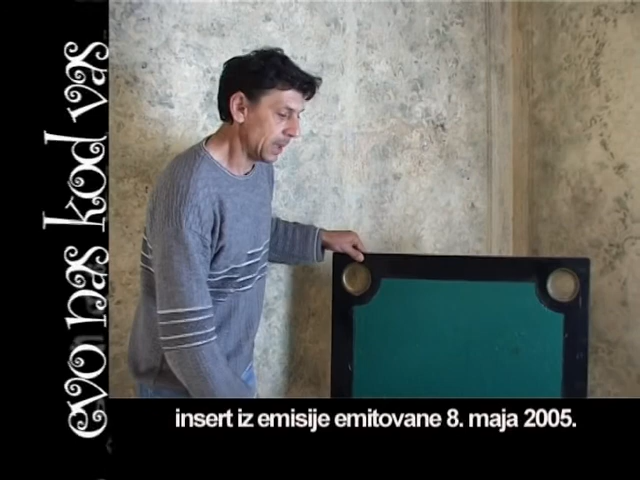 evo nas kod vas
insert iz emisije emitovane 8. maja 2005.